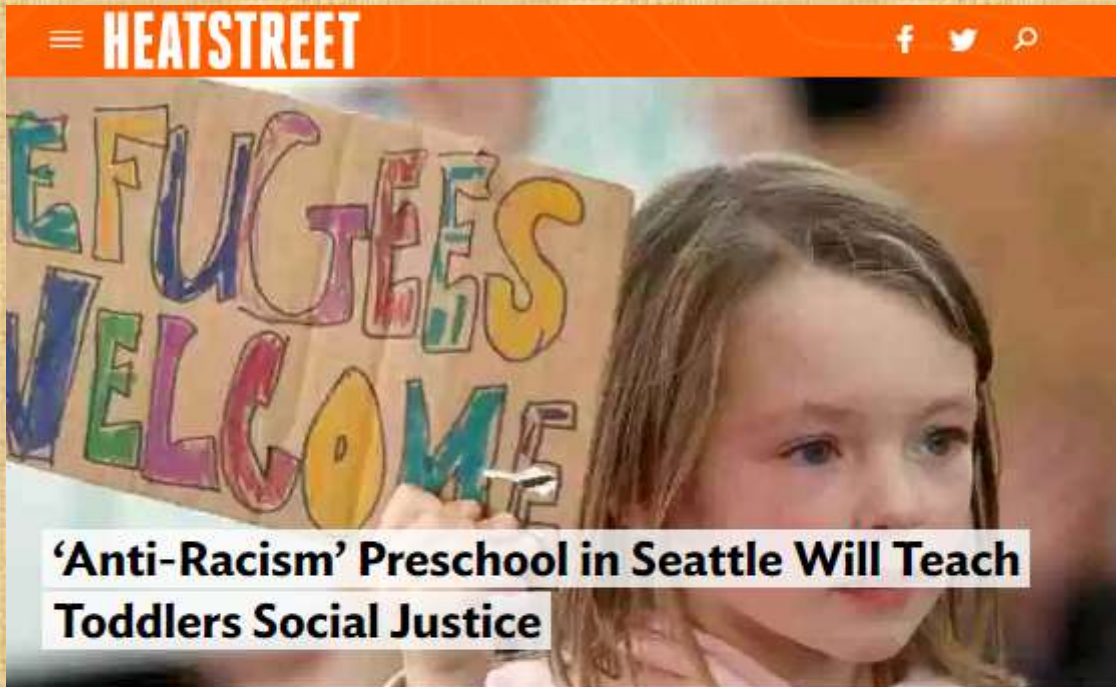 HEATSTREET
EFUGEES
WELCOME
‘Anti-Racism’ Preschool in Seattle Will Teach
Toddlers Social Justice